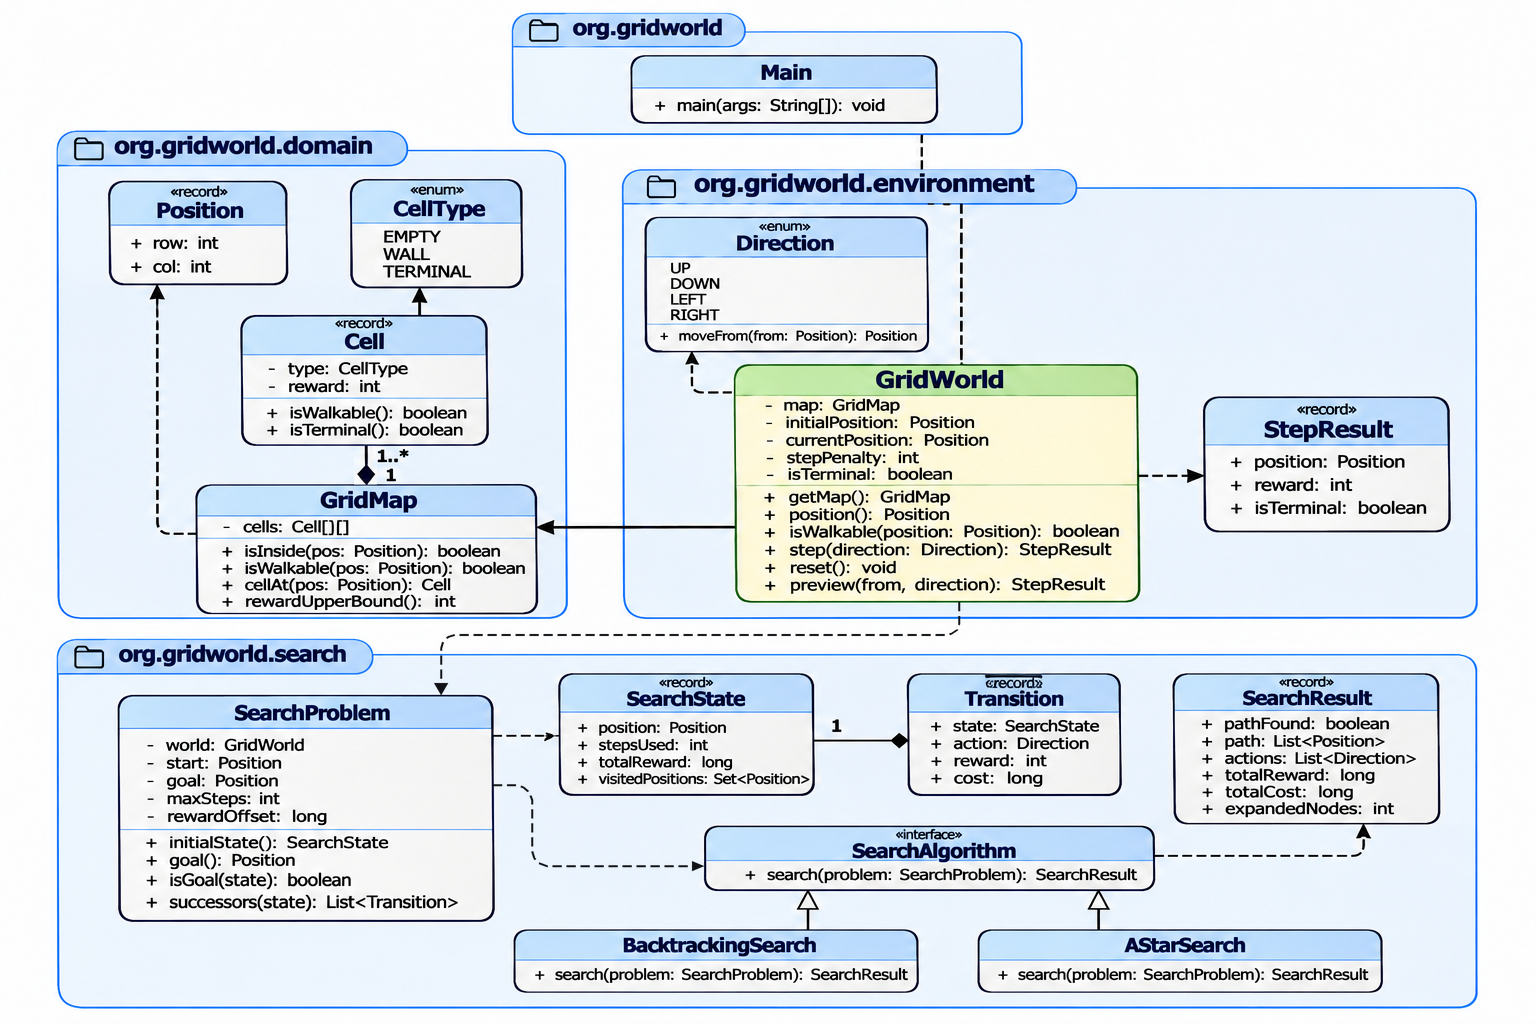 org.gridworld
Main
+ main(args: String[]): void
org.gridworld.domain
«record»
Position
+ row: int
+ col: int
«enum»
CellType
EMPTY
WALL
TERMINAL
«record»
Cell
- type: CellType
- reward: int
+ isWalkable(): boolean
+ isTerminal(): boolean
1..*
1
GridMap
- cells: Cell[][]
+ isInside(pos: Position): boolean
+ isWalkable(pos: Position): boolean
+ cellAt(pos: Position): Cell
+ rewardUpperBound(): int
org.gridworld.environment
«enum»
Direction
UP
DOWN
LEFT
RIGHT
+ moveFrom(from: Position): Position
GridWorld
- map: GridMap
- initialPosition: Position
- currentPosition: Position
- stepPenalty: int
- isTerminal: boolean
+ getMap(): GridMap
+ position(): Position
+ isWalkable(position: Position): boolean
+ step(direction: Direction): StepResult
+ reset(): void
+ preview(from, direction): StepResult
«record»
StepResult
+ position: Position
+ reward: int
+ isTerminal: boolean
org.gridworld.search
SearchProblem
- world: GridWorld
- start: Position
- goal: Position
- maxSteps: int
- rewardOffset: long
+ initialState(): SearchState
+ goal(): Position
+ isGoal(state): boolean
+ successors(state): List<Transition>
«record»
SearchState
+ position: Position
+ stepsUsed: int
+ totalReward: long
+ visitedPositions: Set<Position>
1
«record»
Transition
+ state: SearchState
+ action: Direction
+ reward: int
+ cost: long
«record»
SearchResult
+ pathFound: boolean
+ path: List<Position>
+ actions: List<Direction>
+ totalReward: long
+ totalCost: long
+ expandedNodes: int
«interface»
SearchAlgorithm
+ search(problem: SearchProblem): SearchResult
BacktrackingSearch
+ search(problem: SearchProblem): SearchResult
AStarSearch
+ search(problem: SearchProblem): SearchResult